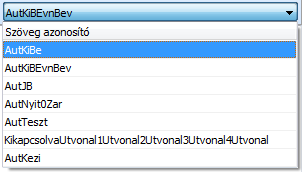 AutKiBEvnBev
Szöveg azonosító
AutKiBe
AutKiBEvnBev
AutJB
AutNyit0Zar
AutTeszt
KikapcsolvaUtvonal1Utvonal2Utvonal3Utvonal4Utvonal
AutKezi